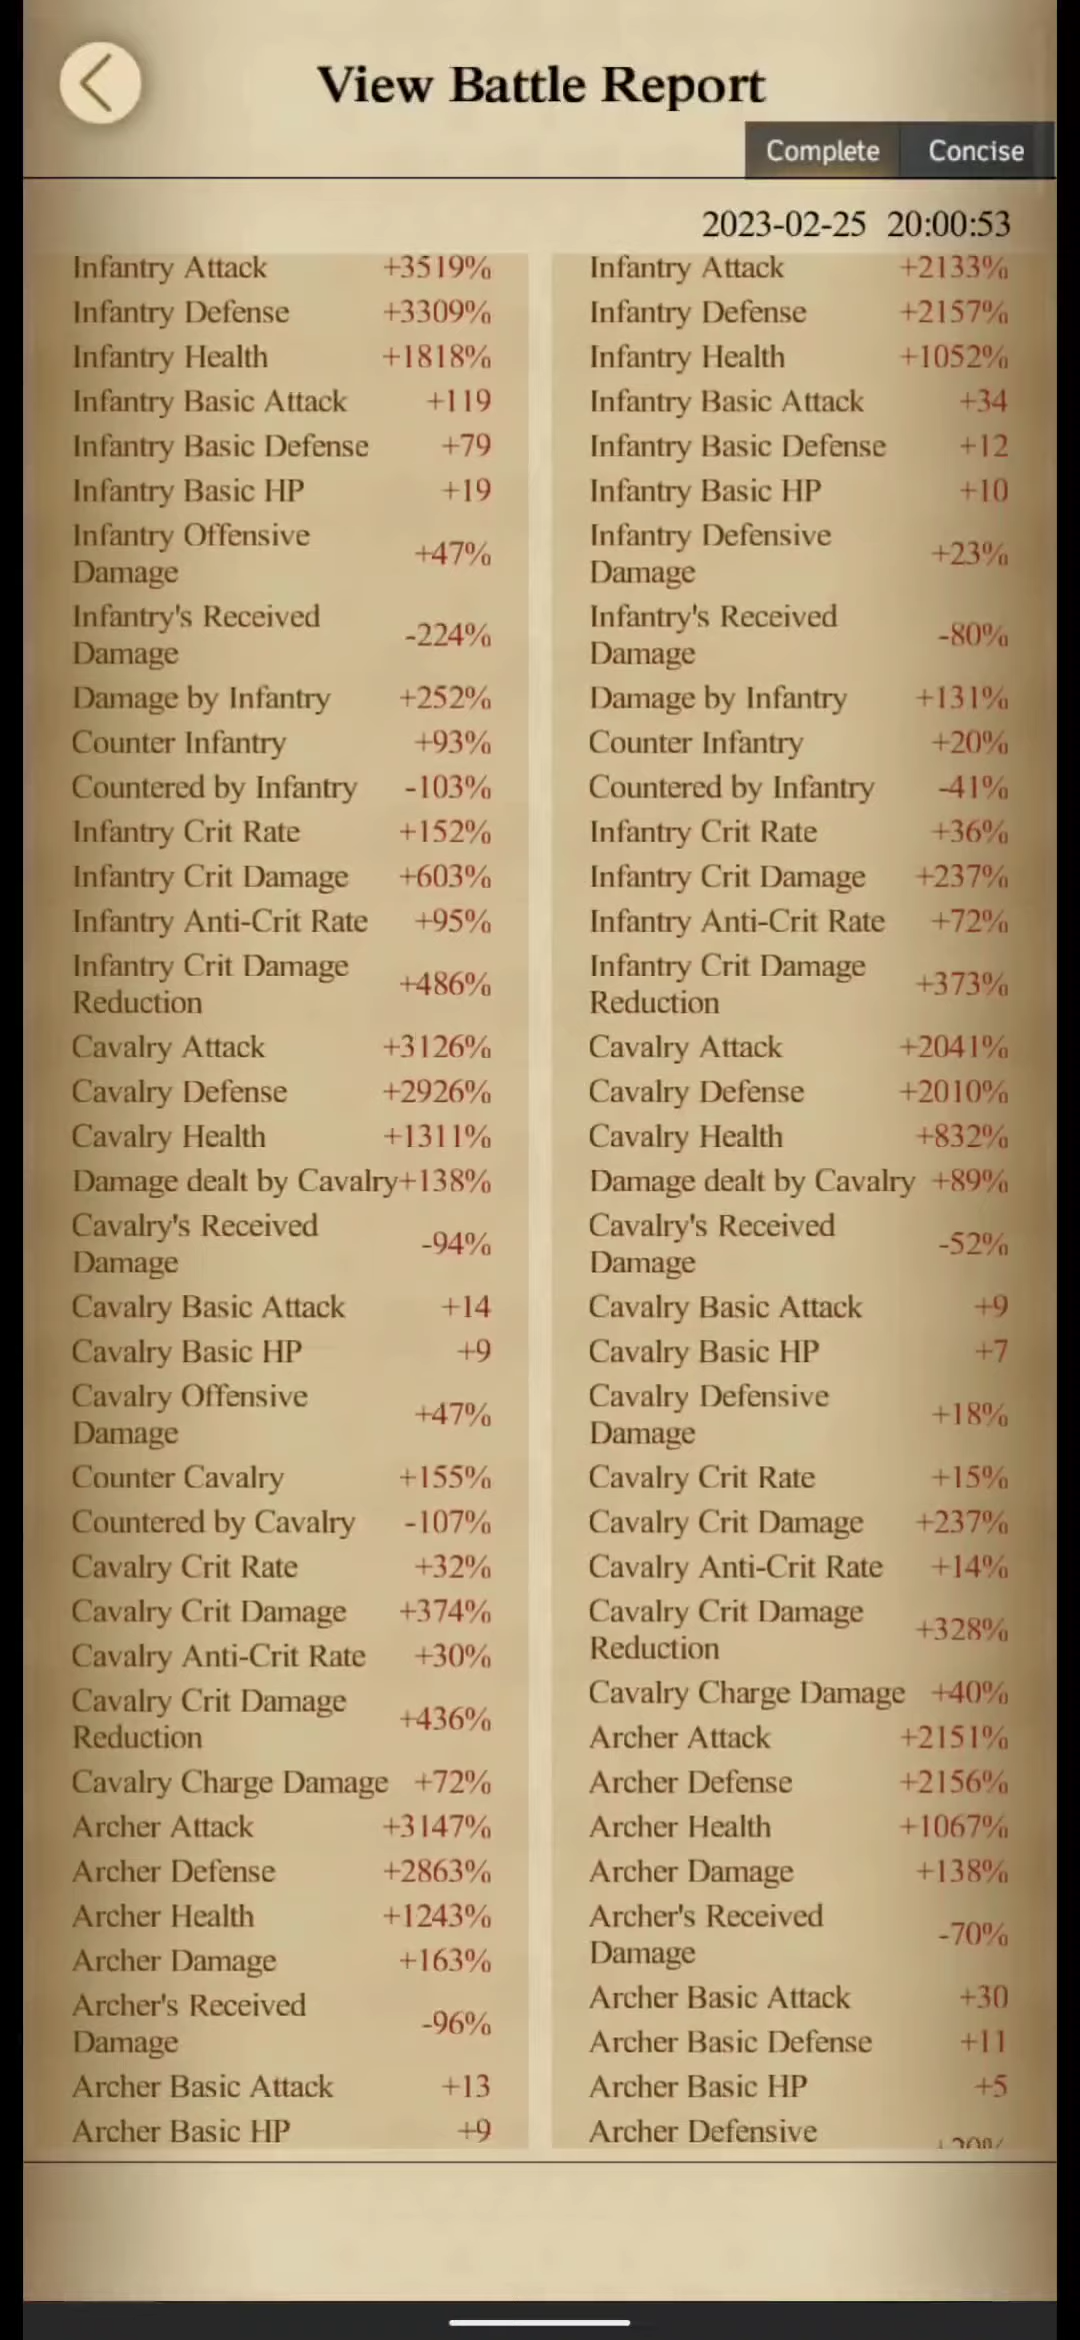 View Battle Report
Complete Concise
2023-02-25 20:00:53
Infantry Attack +3519%
Infantry Defense +3309%
Infantry Health +1818%
Infantry Basic Attack +119
Infantry Basic Defense +79
Infantry Basic HP +19
Infantry Offensive
Damage +47%
Infantry's Received
Damage -224%
Damage by Infantry +252%
Counter Infantry +93%
Countered by Infantry -103%
Infantry Crit Rate +152%
Infantry Crit Damage +603%
Infantry Anti-Crit Rate +95%
Infantry Crit Damage
Reduction +486%
Cavalry Attack +3126%
Cavalry Defense +2926%
Cavalry Health +1311%
Damage dealt by Cavalry+138%
Cavalry's Received
Damage -94%
Cavalry Basic Attack +14
Cavalry Basic HP +9
Cavalry Offensive
Damage +47%
Counter Cavalry +155%
Countered by Cavalry -107%
Cavalry Crit Rate +32%
Cavalry Crit Damage +374%
Cavalry Anti-Crit Rate +30%
Cavalry Crit Damage
Reduction +436%
Cavalry Charge Damage +72%
Archer Attack +3147%
Archer Defense +2863%
Archer Health +1243%
Archer Damage +163%
Archer's Received
Damage -96%
Archer Basic Attack +13
Archer Basic HP +9
Infantry Attack +2133%
Infantry Defense +2157%
Infantry Health +1052%
Infantry Basic Attack +34
Infantry Basic Defense +12
Infantry Basic HP +10
Infantry Defensive
Damage +23%
Infantry's Received
Damage -80%
Damage by Infantry +131%
Counter Infantry +20%
Countered by Infantry -41%
Infantry Crit Rate +36%
Infantry Crit Damage +237%
Infantry Anti-Crit Rate +72%
Infantry Crit Damage
Reduction +373%
Cavalry Attack +2041%
Cavalry Defense +2010%
Cavalry Health +832%
Damage dealt by Cavalry +89%
Cavalry's Received
Damage -52%
Cavalry Basic Attack +9
Cavalry Basic HP +7
Cavalry Defensive
Damage +18%
Cavalry Crit Rate +15%
Cavalry Crit Damage +237%
Cavalry Anti-Crit Rate +14%
Cavalry Crit Damage
Reduction +328%
Cavalry Charge Damage +40%
Archer Attack +2151%
Archer Defense +2156%
Archer Health +1067%
Archer Damage +138%
Archer's Received
Damage -70%
Archer Basic Attack +30
Archer Basic Defense +11
Archer Basic HP +5
Archer Defensive